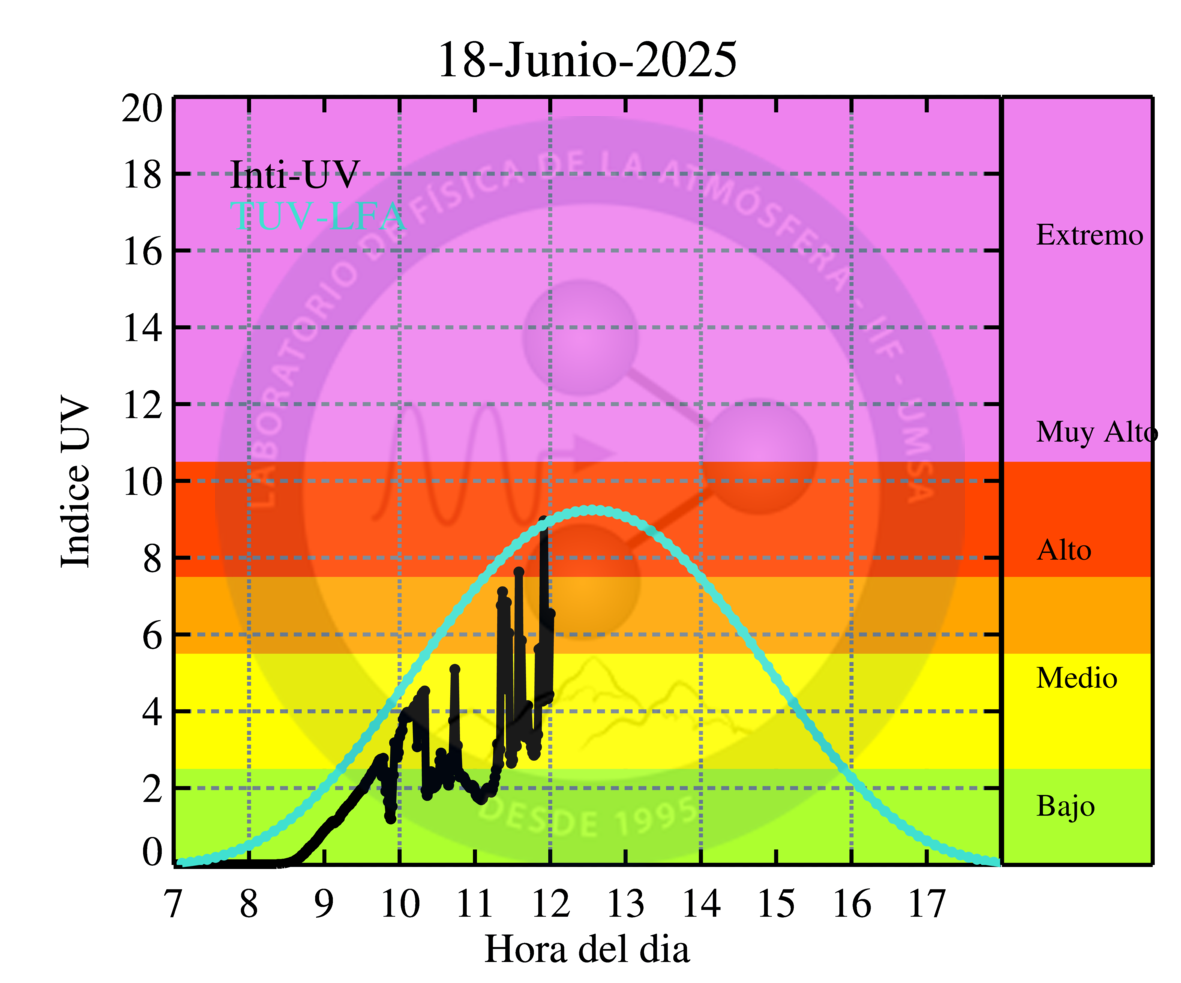 18-Junio-2025
Indice UV
20
18
16
14
12
10
8
6
4
2
0
Inti-UV
TUV-LFA
LABORATORIO DE FÍSICA DE LA ATMÓSFERA - IIF - UMSA
DESDE 1995
Extremo
Muy Alto
Alto
Medio
Bajo
7 8 9 10 11 12 13 14 15 16 17
Hora del dia